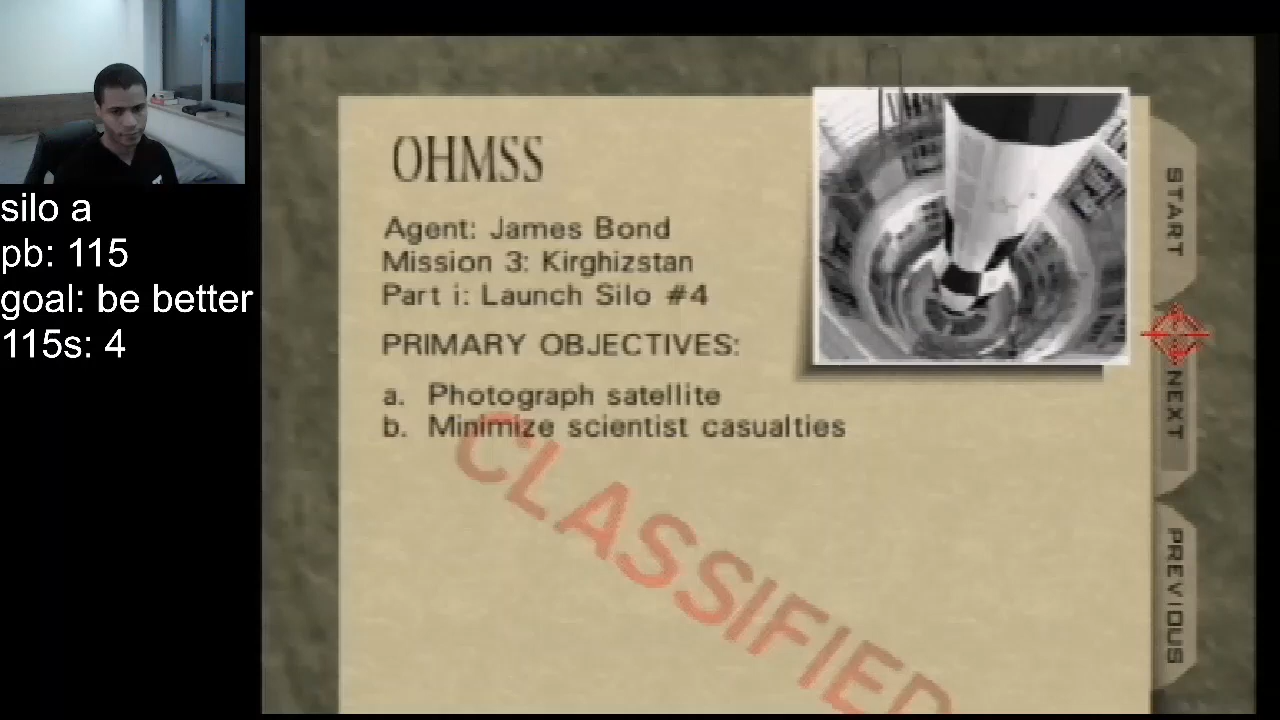 silo a
pb: 115
goal: be better
115s: 4
OHMSS
Agent: James Bond
Mission 3: Kirghizstan
Part i: Launch Silo #4
PRIMARY OBJECTIVES:
a. Photograph satellite
b. Minimize scientist casualties
CLASSIFIED
START
NEXT
PREVIOUS